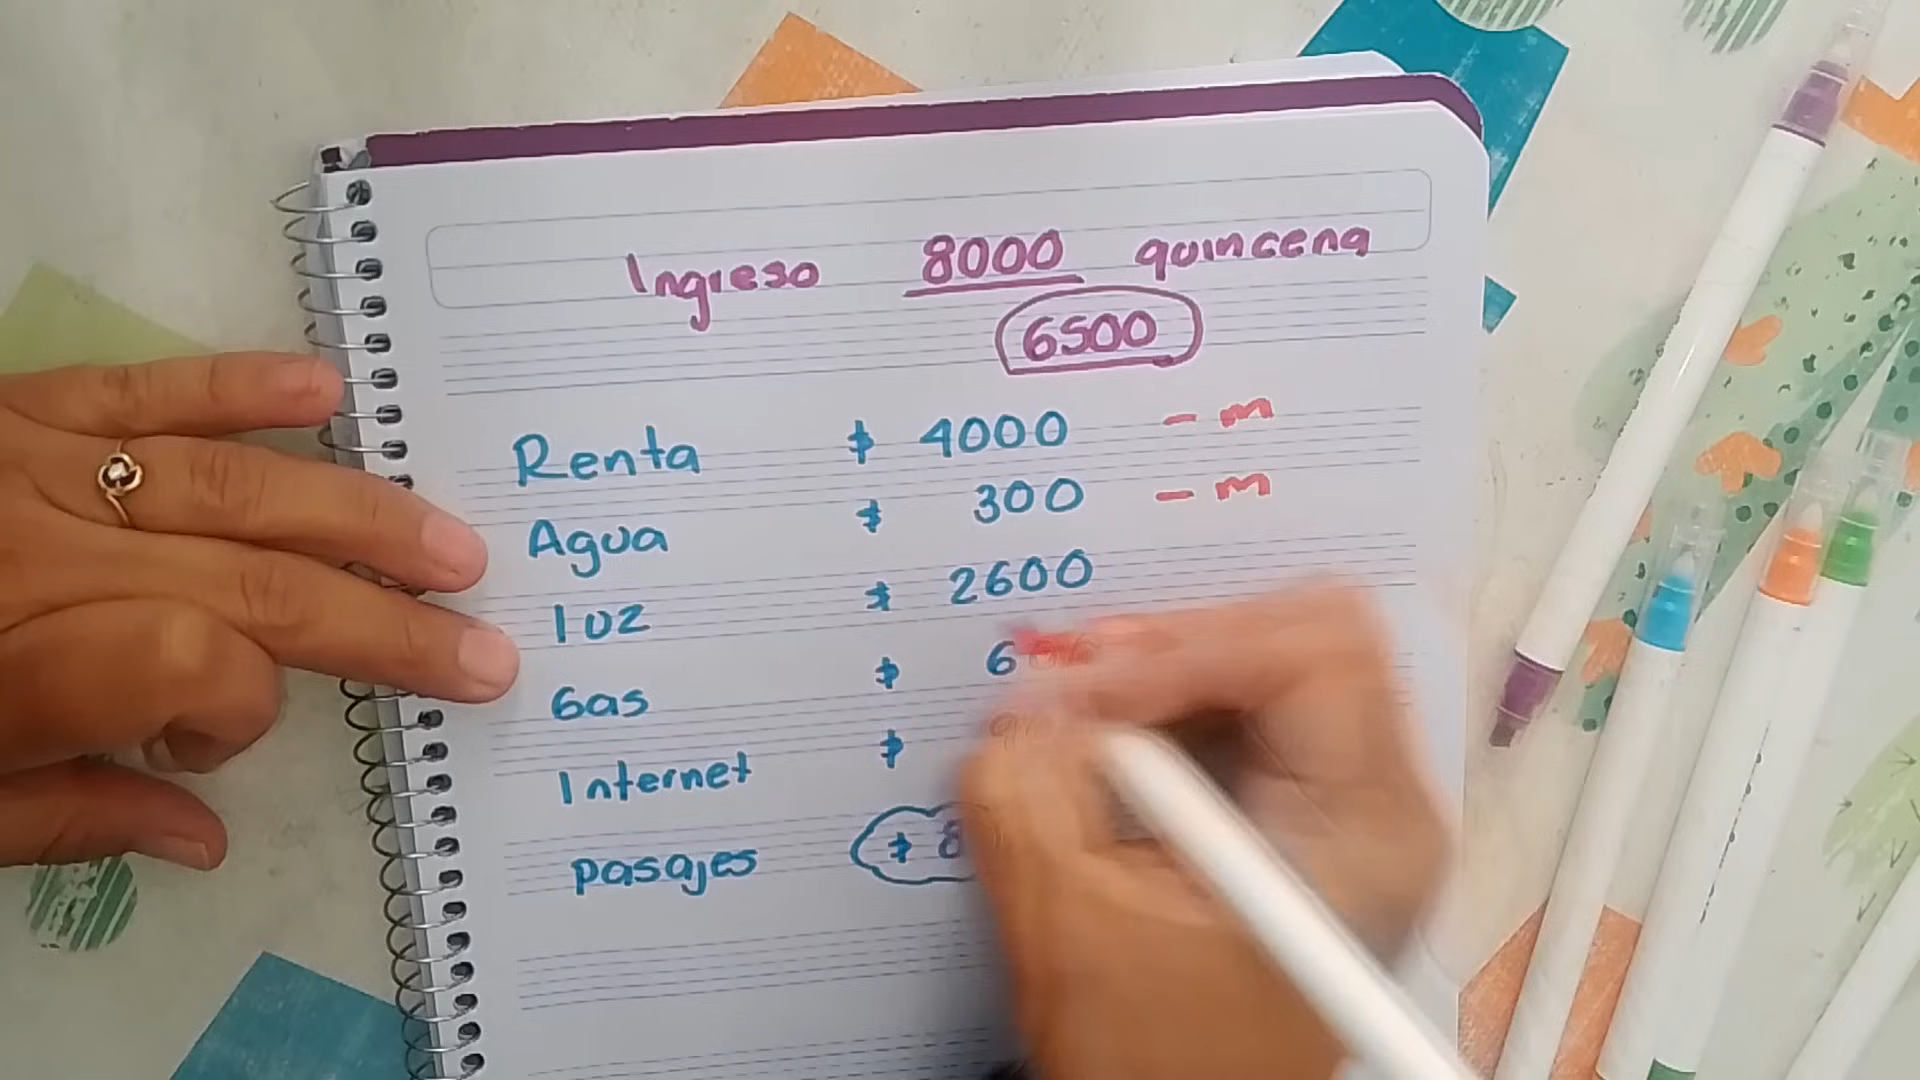 Ingreso 8000 quincena
6500
Renta $ 4000 - m
Agua $ 300 - m
luz $ 2600
Gas $
Internet $
pasajes $